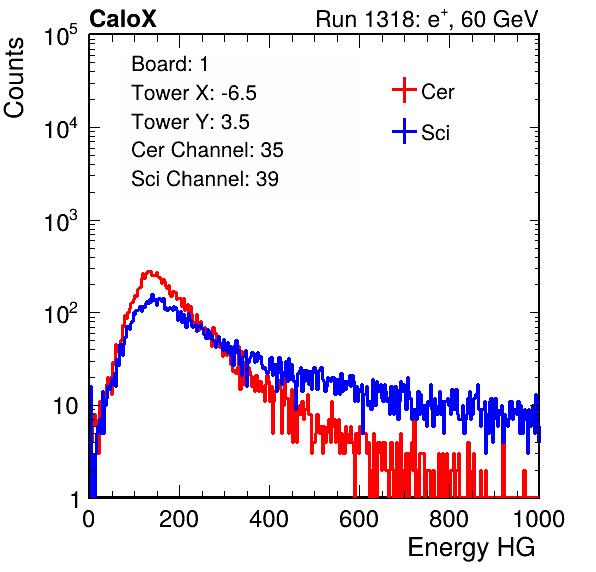 CaloX Run 1318: e+, 60 GeV
Counts
10^5
10^4
10^3
10^2
10
1
Board: 1
Tower X: -6.5
Tower Y: 3.5
Cer Channel: 35
Sci Channel: 39
Cer
Sci
0 200 400 600 800 1000
Energy HG